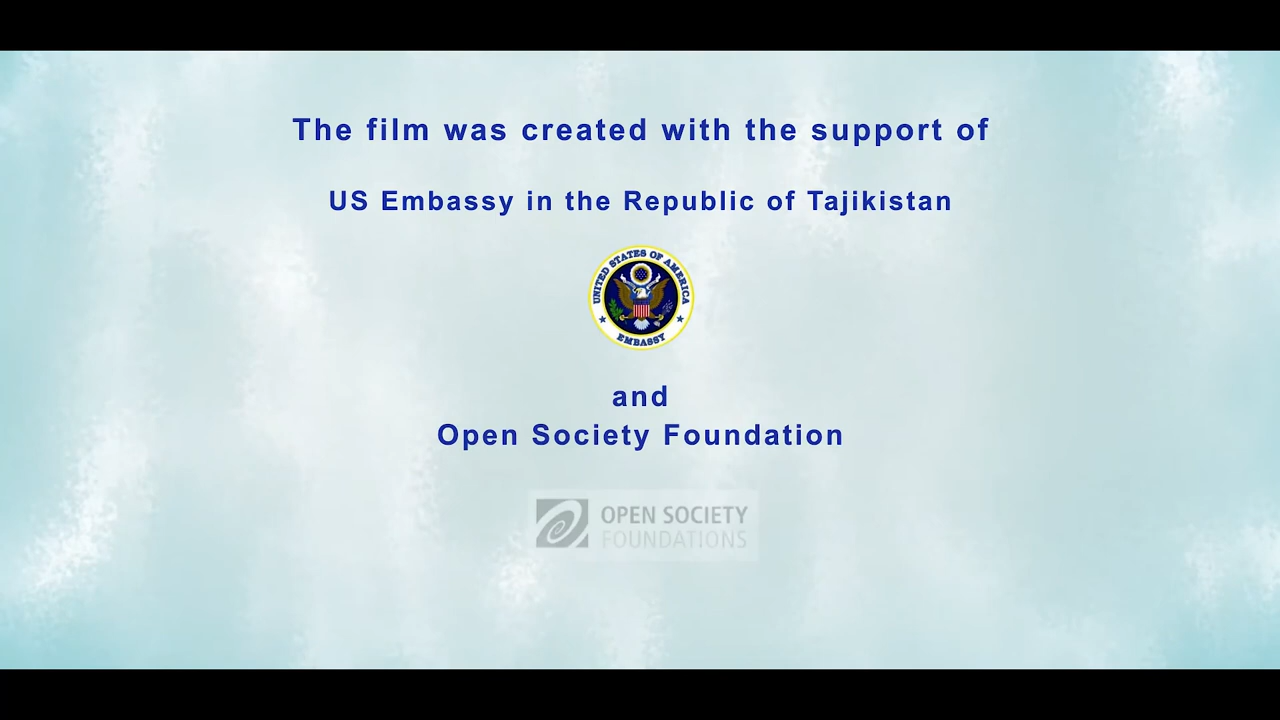 The film was created with the support of
US Embassy in the Republic of Tajikistan
UNITED STATES OF AMERICA
EMBASSY
and
Open Society Foundation
OPEN SOCIETY
FOUNDATIONS